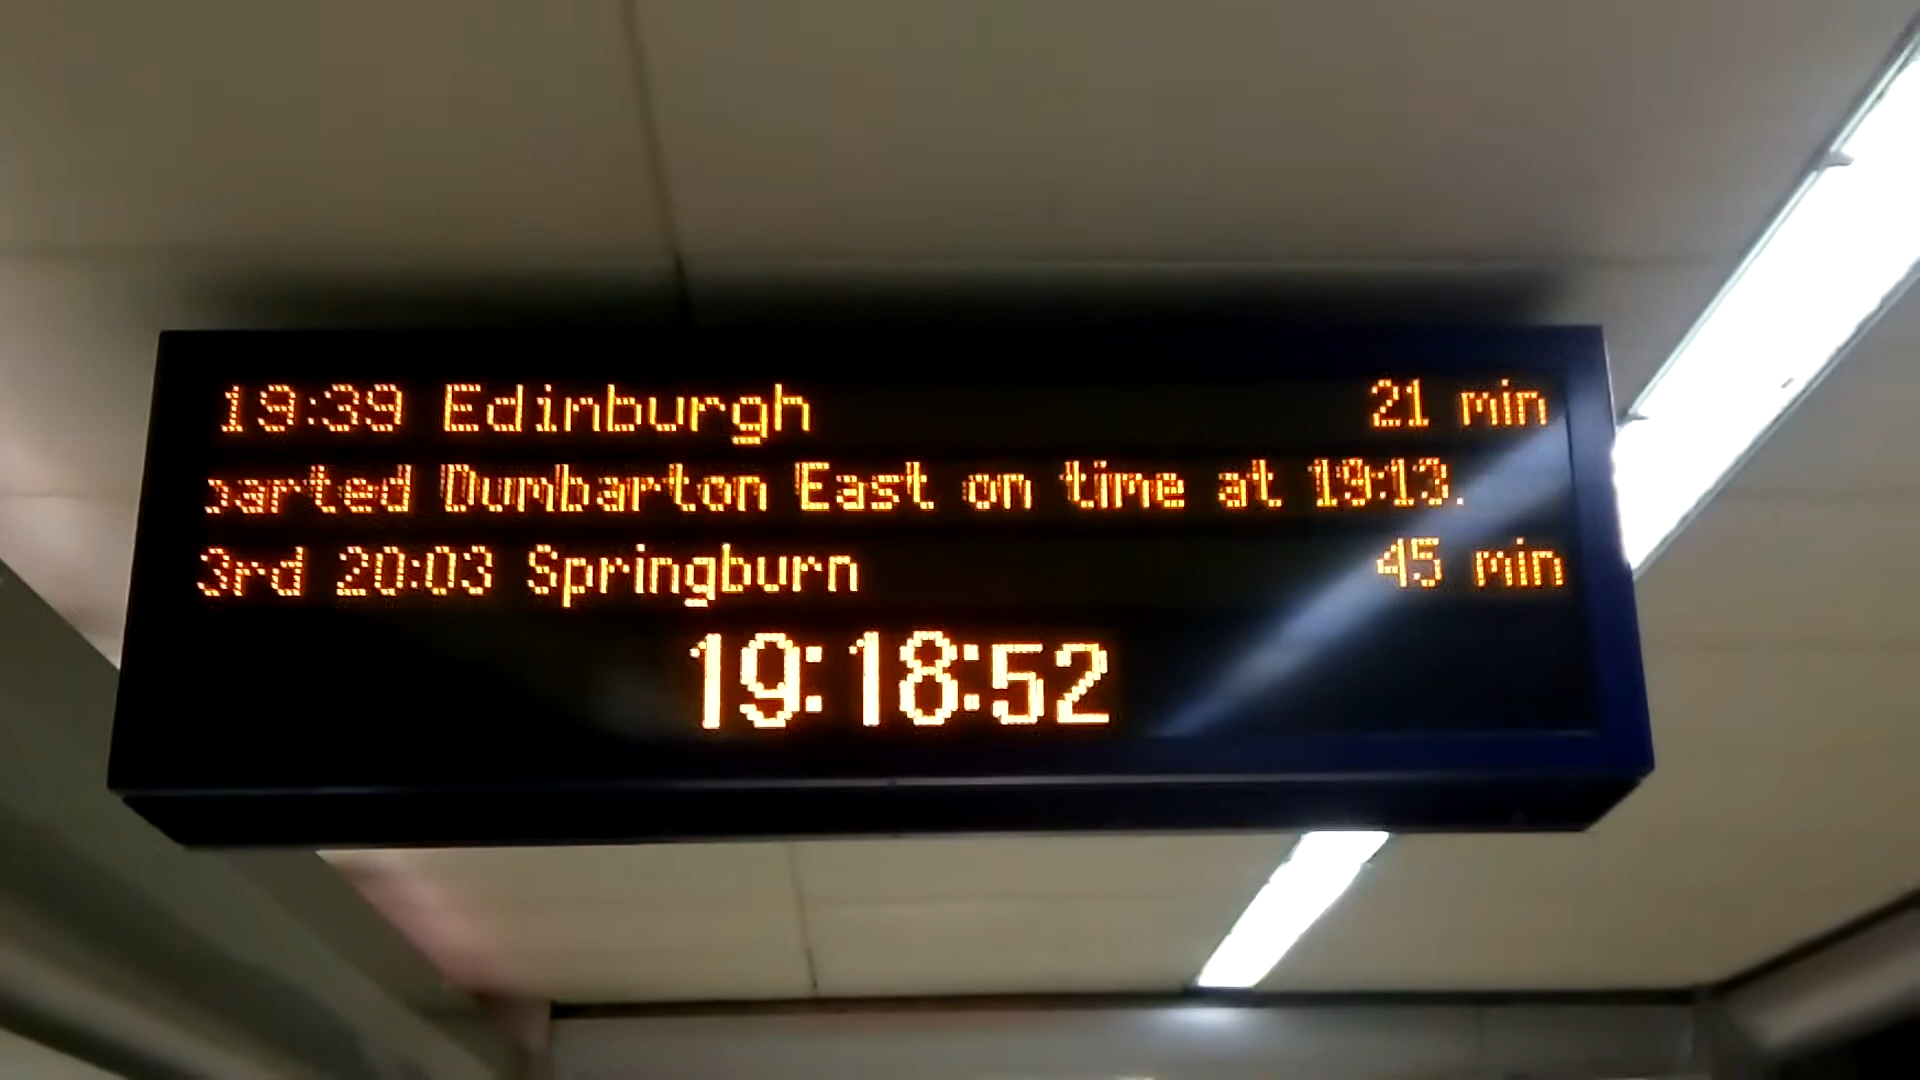 19:39 Edinburgh 21 min
parted Dumbarton East on time at 19:13.
3rd 20:03 Springburn 45 min
19:18:52